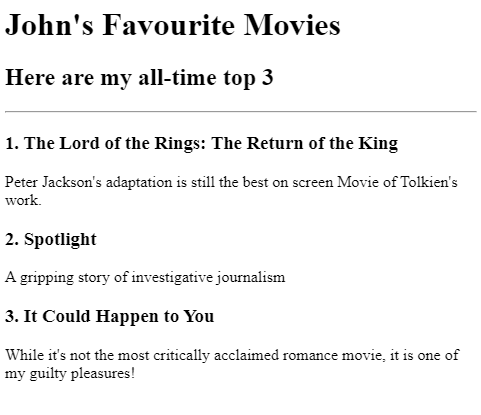 John's Favourite Movies
Here are my all-time top 3
1. The Lord of the Rings: The Return of the King
Peter Jackson's adaptation is still the best on screen Movie of Tolkien's
work.
2. Spotlight
A gripping story of investigative journalism
3. It Could Happen to You
While it's not the most critically acclaimed romance movie, it is one of
my guilty pleasures!